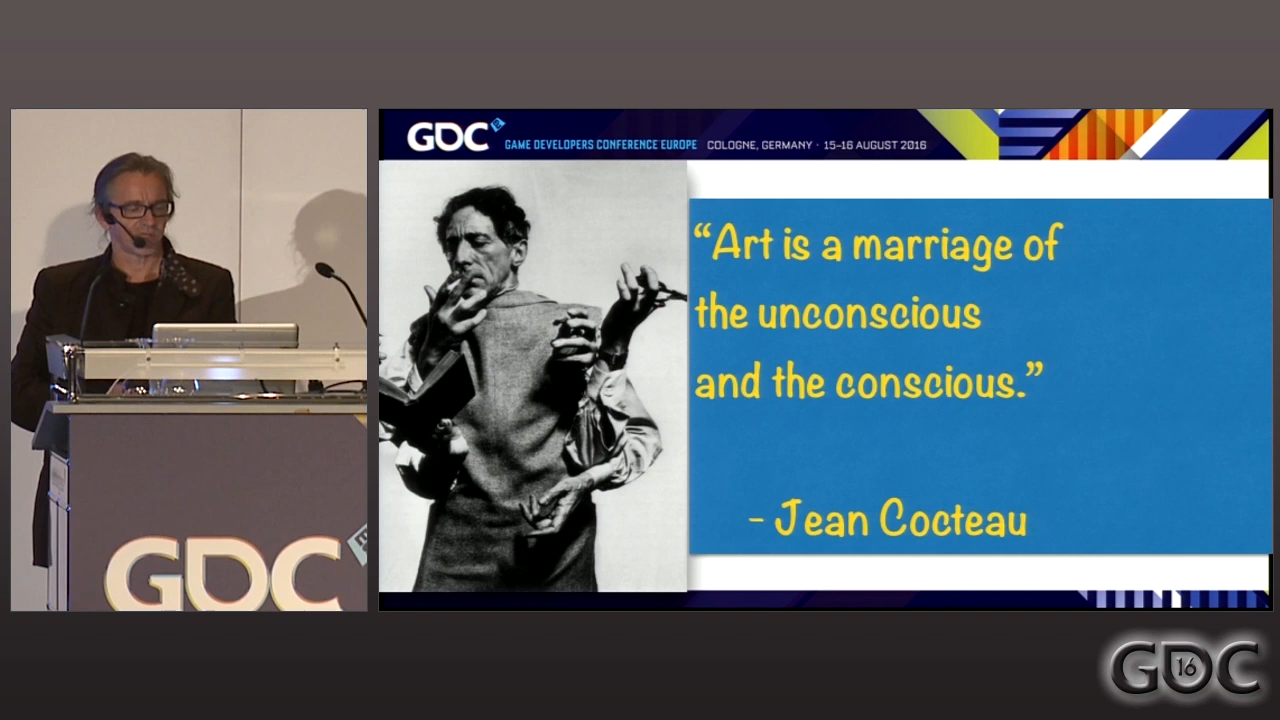 GDC
GAME DEVELOPERS CONFERENCE EUROPE COLOGNE, GERMANY · 15–16 AUGUST 2016
“Art is a marriage of
the unconscious
and the conscious.”
- Jean Cocteau
GDC
GDC
16